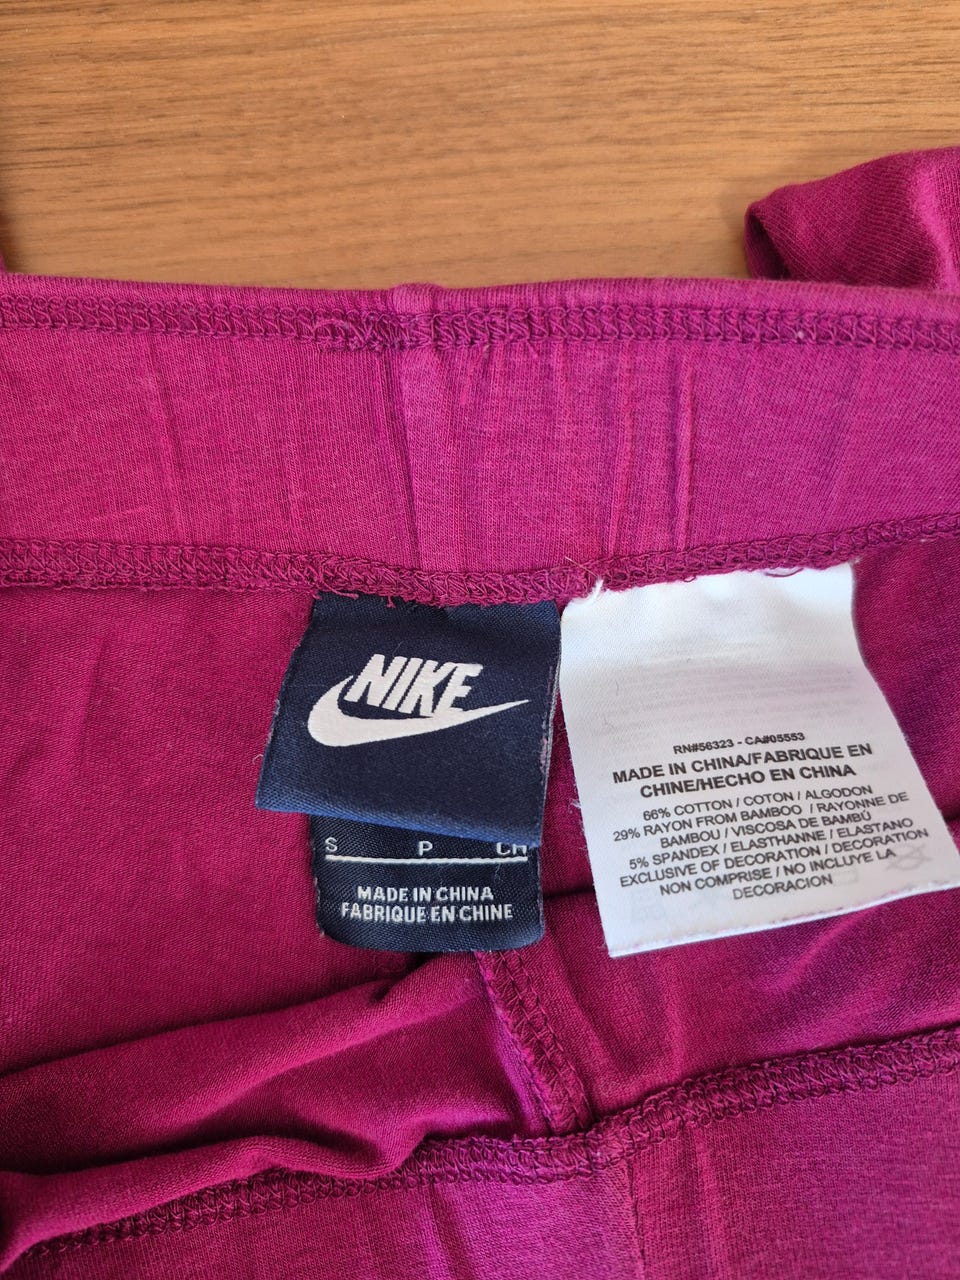 NIKE
S P CH
MADE IN CHINA
FABRIQUE EN CHINE
RN#56323 - CA#05553
MADE IN CHINA/FABRIQUE EN
CHINE/HECHO EN CHINA
66% COTTON / COTON / ALGODON
29% RAYON FROM BAMBOO / RAYONNE DE
BAMBOU / VISCOSA DE BAMBÚ
5% SPANDEX / ELASTHANNE / ELASTANO
EXCLUSIVE OF DECORATION / DECORATION
NON COMPRISE / NO INCLUYE LA
DECORACION